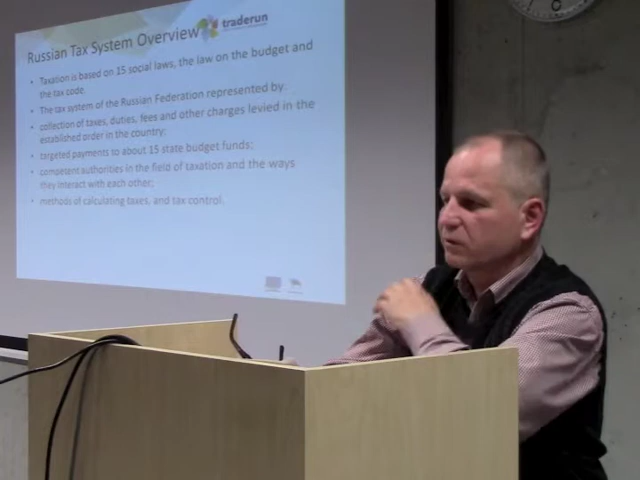 traderun
Russian Tax System Overview
• Taxation is based on 15 social laws, the law on the budget and
the tax code.
• The tax system of the Russian Federation represented by
• collection of taxes, duties, fees and other charges levied in the
established order in the country;
• targeted payments to about 15 state budget funds;
• competent authorities in the field of taxation and the ways
they interact with each other;
• methods of calculating taxes, and tax control.